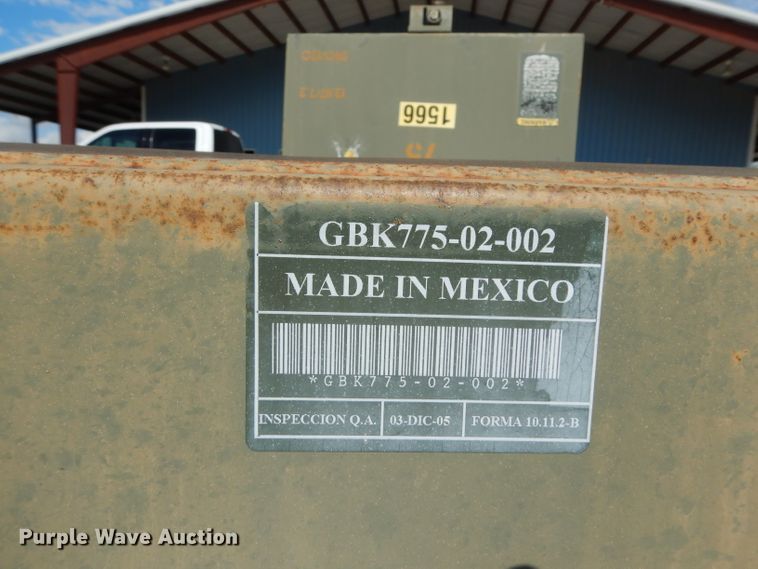 1566
GBK775-02-002
MADE IN MEXICO
*GBK775-02-002*
INSPECCION Q.A. 03-DIC-05 FORMA 10.11.2-B
Purple Wave Auction